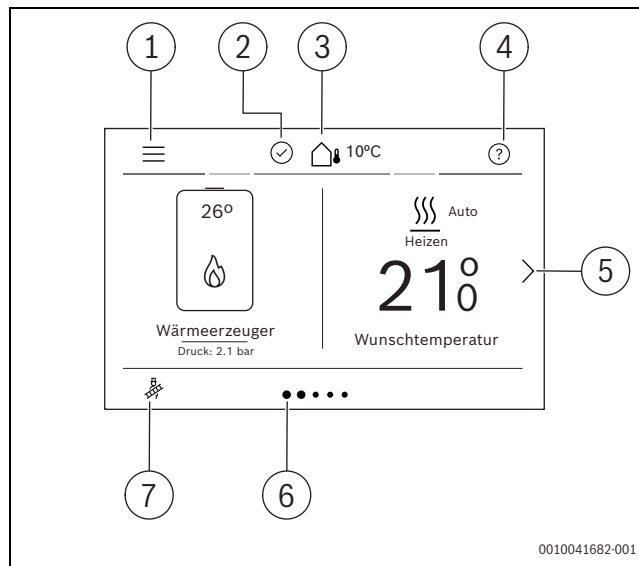 1 2 3 4
10°C ?
26°
Auto
Heizen
21°0
5
Wärmeerzeuger
Druck: 2.1 bar
Wunschtemperatur
7 6
0010041682-001